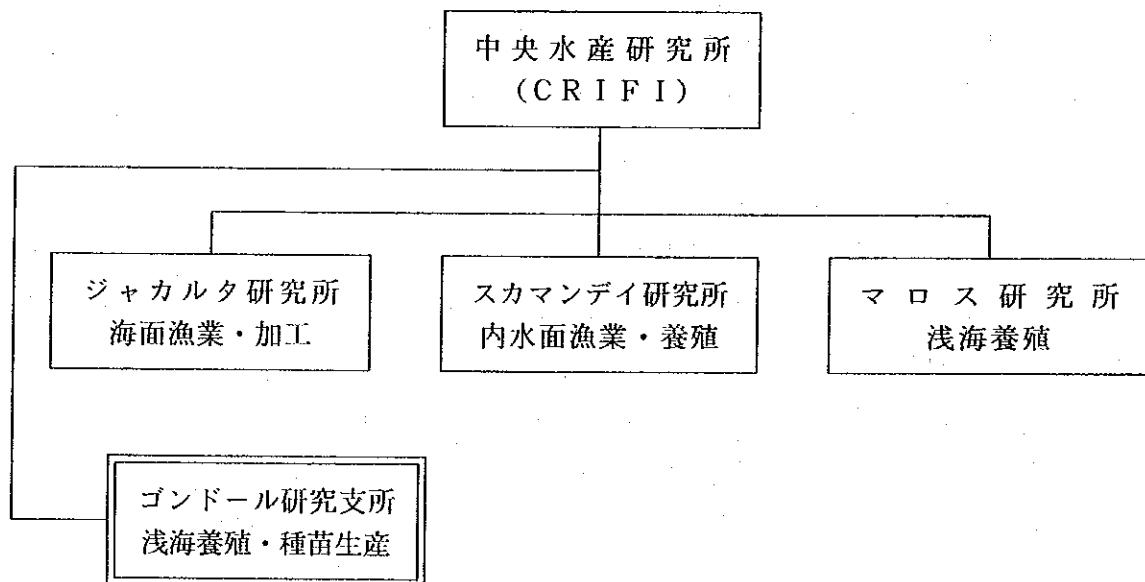 中央水産研究所
(CRIFI)
ジャカルタ研究所
海面漁業・加工
スカマンデイ研究所
内水面漁業・養殖
マロス研究所
浅海養殖
ゴンドール研究支所
浅海養殖・種苗生産